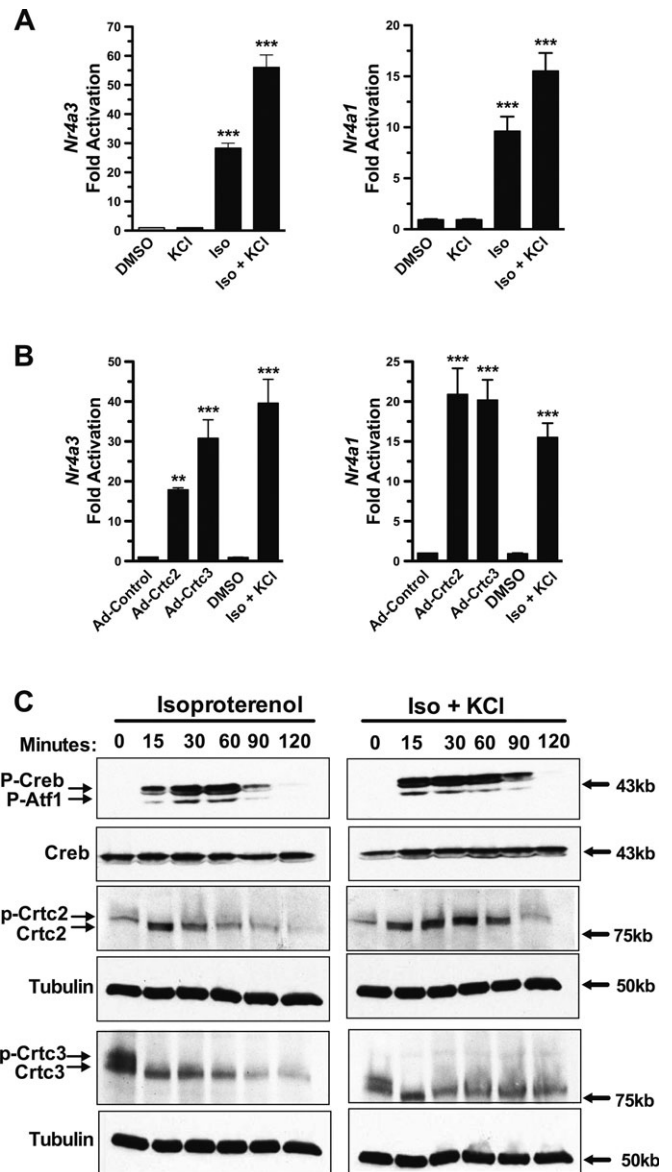 A
Nr4a3
Fold Activation
70
60
50
40
30
20
10
0
***
***
DMSO
KCl
Iso
Iso + KCl
Nr4a1
Fold Activation
20
15
10
5
0
***
***
DMSO
KCl
Iso
Iso + KCl
B
Nr4a3
Fold Activation
50
40
30
20
10
0
**
***
***
Ad-Control
Ad-Crtc2
Ad-Crtc3
DMSO
Iso + KCl
Nr4a1
Fold Activation
25
20
15
10
5
0
***
***
***
Ad-Control
Ad-Crtc2
Ad-Crtc3
DMSO
Iso + KCl
C
Isoproterenol
Iso + KCl
Minutes: 0 15 30 60 90 120
0 15 30 60 90 120
P-Creb
P-Atf1
43kb
Creb
43kb
p-Crtc2
Crtc2
75kb
Tubulin
50kb
p-Crtc3
Crtc3
75kb
Tubulin
50kb